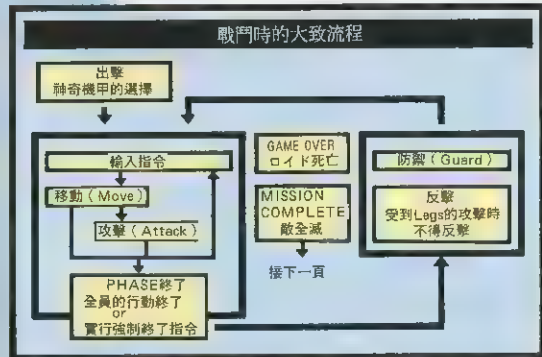 戰鬥時的大致流程
出擊
神奇機甲的選擇
輸入指令
移動（Move）
攻擊（Attack）
PHASE終了
全員的行動終了
or
實行強制終了指令
GAME OVER
ロイド死亡
MISSION
COMPLETE
敵全滅
接下一頁
防禦（Guard）
反擊
受到Legs的攻擊時
不得反擊